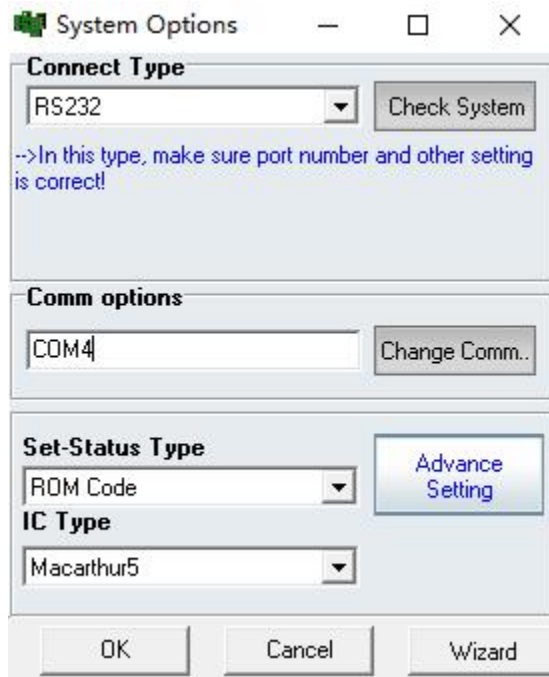 System Options
Connect Type
RS232
Check System
-->In this type, make sure port number and other setting
is correct!
Comm options
COM4
Change Comm..
Set-Status Type
ROM Code
Advance
Setting
IC Type
Macarthur5
OK
Cancel
Wizard